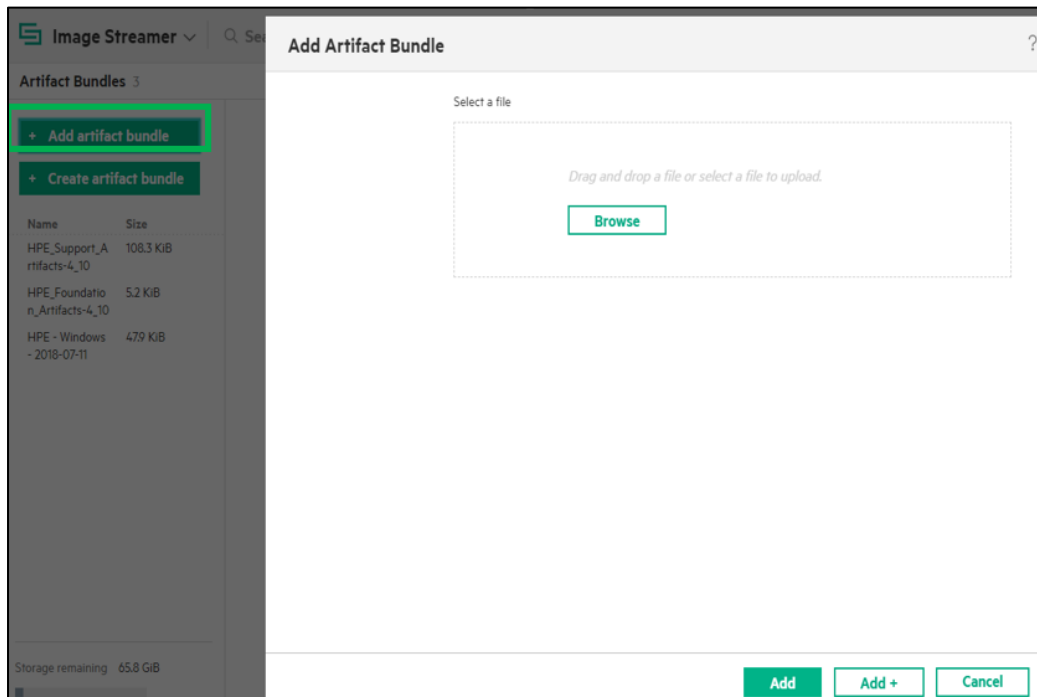 Image Streamer
Sea
Add Artifact Bundle
?
Artifact Bundles 3
Select a file
+ Add artifact bundle
Drag and drop a file or select a file to upload.
+ Create artifact bundle
Browse
Name Size
HPE_Support_A 108.3 KiB
rtifacts-4_10
HPE_Foundatio 5.2 KiB
n_Artifacts-4_10
HPE - Windows 47.9 KiB
- 2018-07-11
Storage remaining 65.8 GiB
Add Add + Cancel